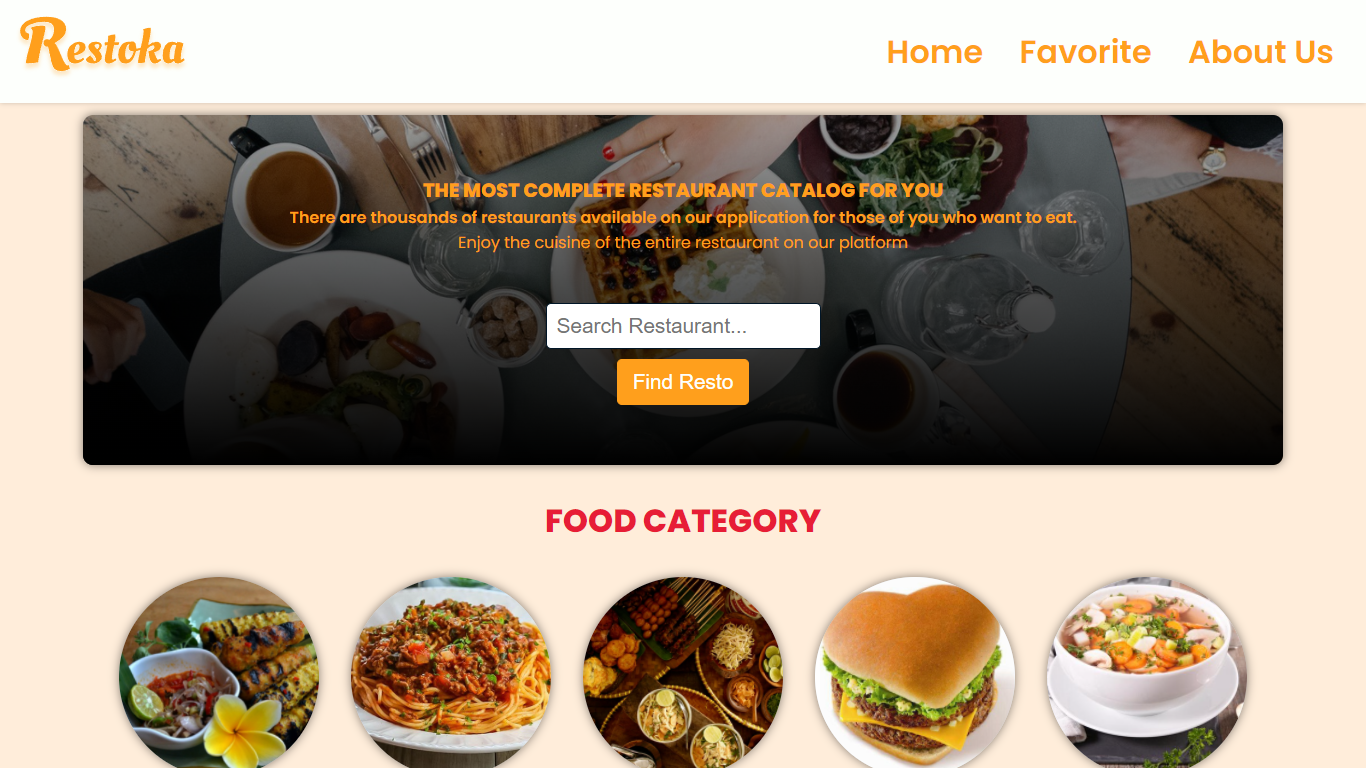 Restoka
Home Favorite About Us
THE MOST COMPLETE RESTAURANT CATALOG FOR YOU
There are thousands of restaurants available on our application for those of you who want to eat.
Enjoy the cuisine of the entire restaurant on our platform
Search Restaurant...
Find Resto
FOOD CATEGORY